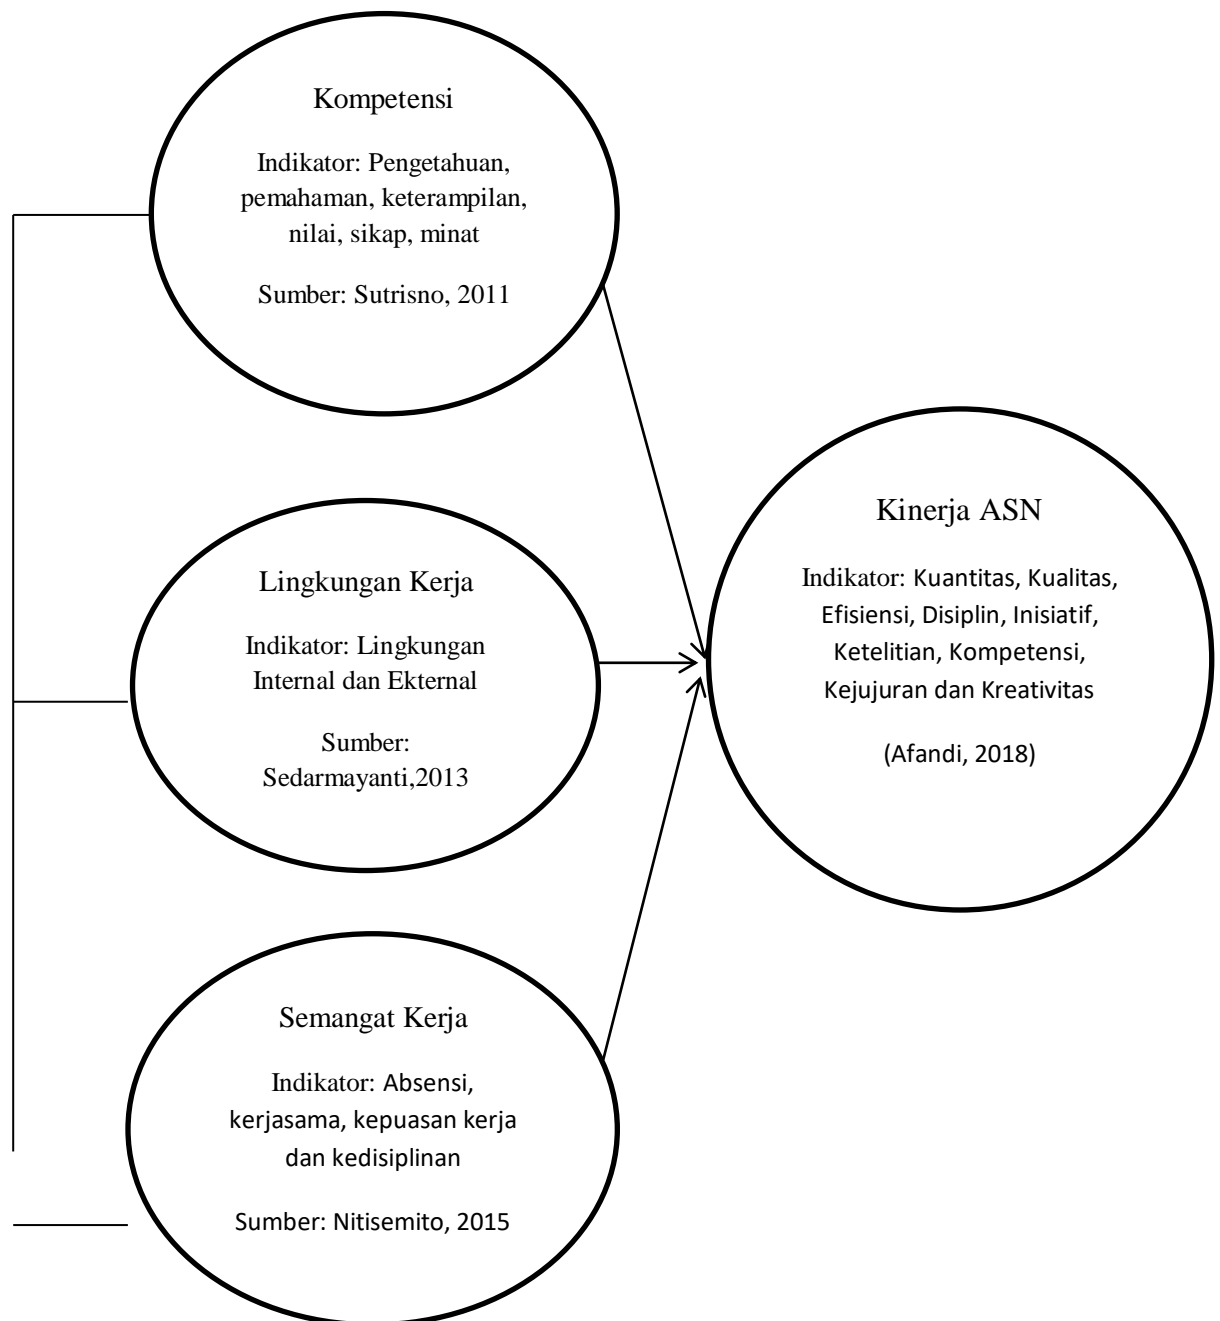 Kompetensi
Indikator: Pengetahuan,
pemahaman, keterampilan,
nilai, sikap, minat
Sumber: Sutrisno, 2011
Lingkungan Kerja
Indikator: Lingkungan
Internal dan Ekternal
Sumber:
Sedarmayanti,2013
Semangat Kerja
Indikator: Absensi,
kerjasama, kepuasan kerja
dan kedisiplinan
Sumber: Nitisemito, 2015
Kinerja ASN
Indikator: Kuantitas, Kualitas,
Efisiensi, Disiplin, Inisiatif,
Ketelitian, Kompetensi,
Kejujuran dan Kreativitas
(Afandi, 2018)